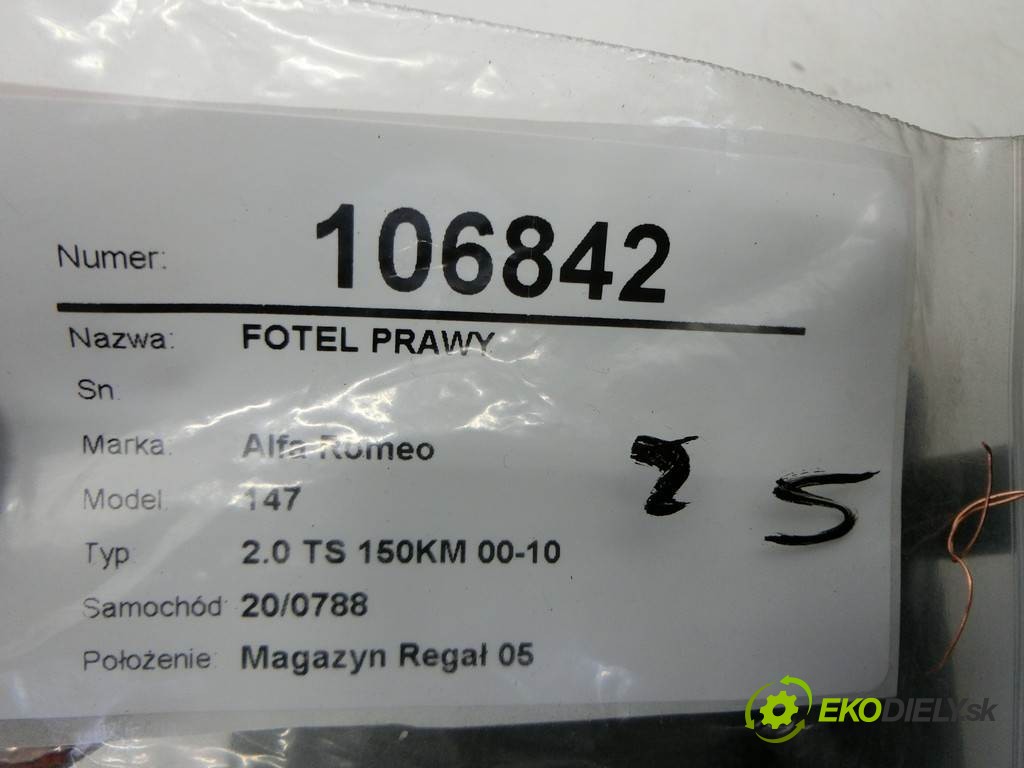 Numer: 106842
Nazwa: FOTEL PRAWY
Sn:
Marka: Alfa Romeo
Model: 147
Typ: 2.0 TS 150KM 00-10
Samochód: 20/0788
Położenie: Magazyn Regał 05
2 5
EKODIELY.sk